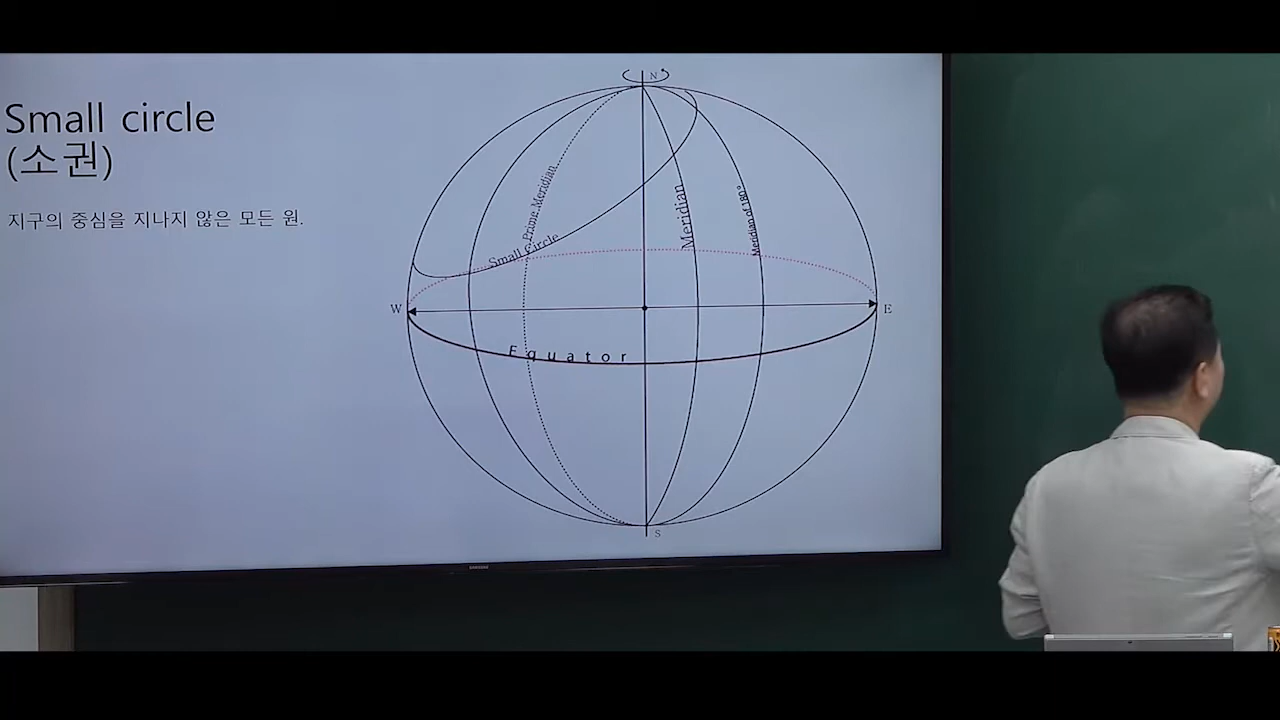 Small circle
(소권)
지구의 중심을 지나지 않은 모든 원.
N
Prime Meridian
Meridian
Meridian of 180°
Small Circle
W
E
Equator
S
SAMSUNG